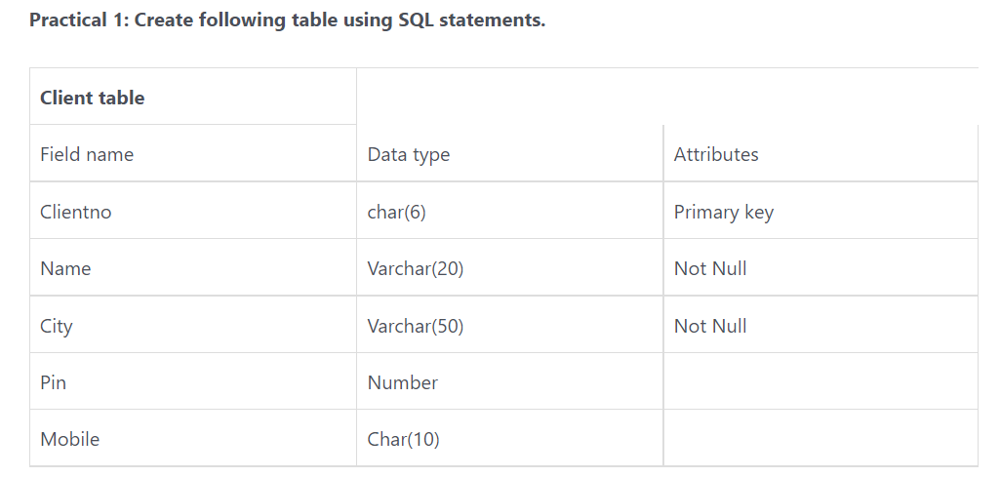 Practical 1: Create following table using SQL statements.
Client table
Field name Data type Attributes
Clientno char(6) Primary key
Name Varchar(20) Not Null
City Varchar(50) Not Null
Pin Number
Mobile Char(10)